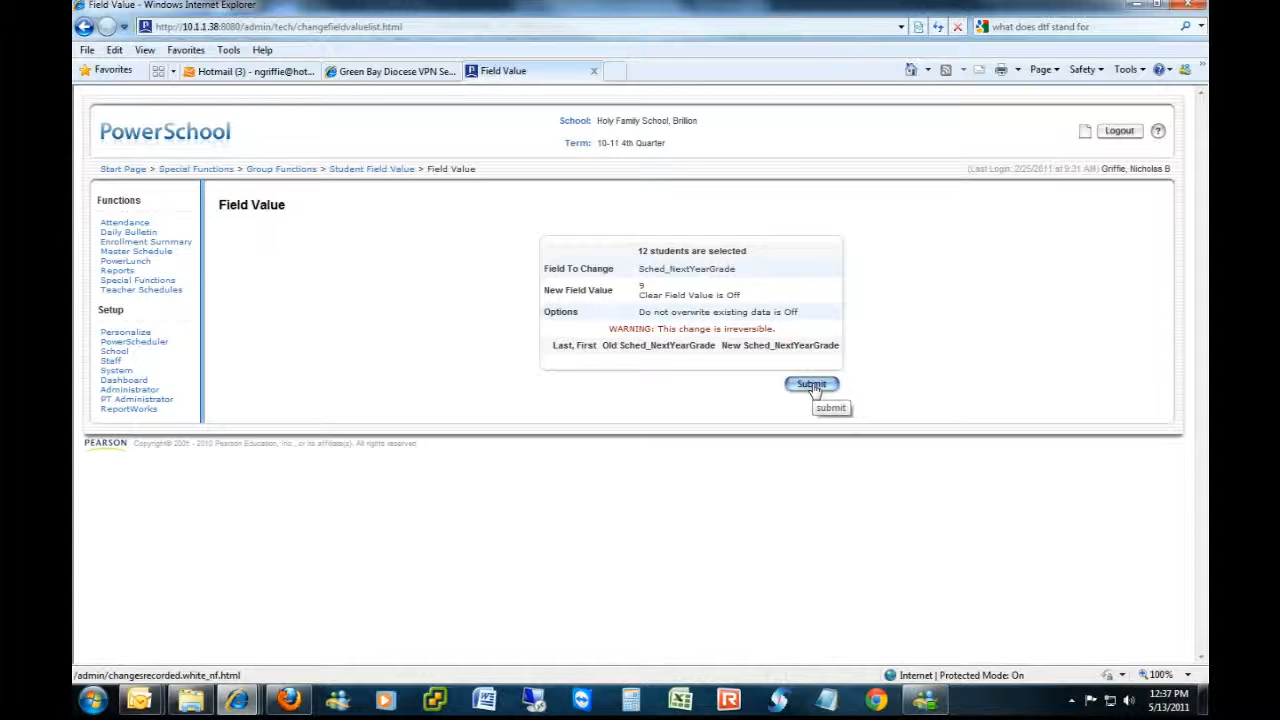 Field Value - Windows Internet Explorer
http://10.1.1.38:8080/admin/tech/changefieldvaluelist.html
what does dtf stand for
File Edit View Favorites Tools Help
Favorites Hotmail (3) - ngriffie@hot... Green Bay Diocese VPN Se... Field Value x Page Safety Tools
PowerSchool
School: Holy Family School, Brillion
Term: 10-11 4th Quarter
Logout ?
Start Page > Special Functions > Group Functions > Student Field Value > Field Value
(Last Login: 2/25/2011 at 9:31 AM) Griffie, Nicholas B
Functions
Attendance
Daily Bulletin
Enrollment Summary
Master Schedule
PowerLunch
Reports
Special Functions
Teacher Schedules
Setup
Personalize
PowerScheduler
School
Staff
System
Dashboard
Administrator
PT Administrator
ReportWorks
Field Value
12 students are selected
Field To Change Sched_NextYearGrade
New Field Value 9
Clear Field Value is Off
Options Do not overwrite existing data is Off
WARNING: This change is irreversible.
Last, First Old Sched_NextYearGrade New Sched_NextYearGrade
Submit
submit
PEARSON Copyright© 2005 - 2010 Pearson Education, Inc., or its affiliate(s). All rights reserved.
/admin/changesrecorded.white_nf.html
Internet | Protected Mode: On
100%
12:37 PM
5/13/2011